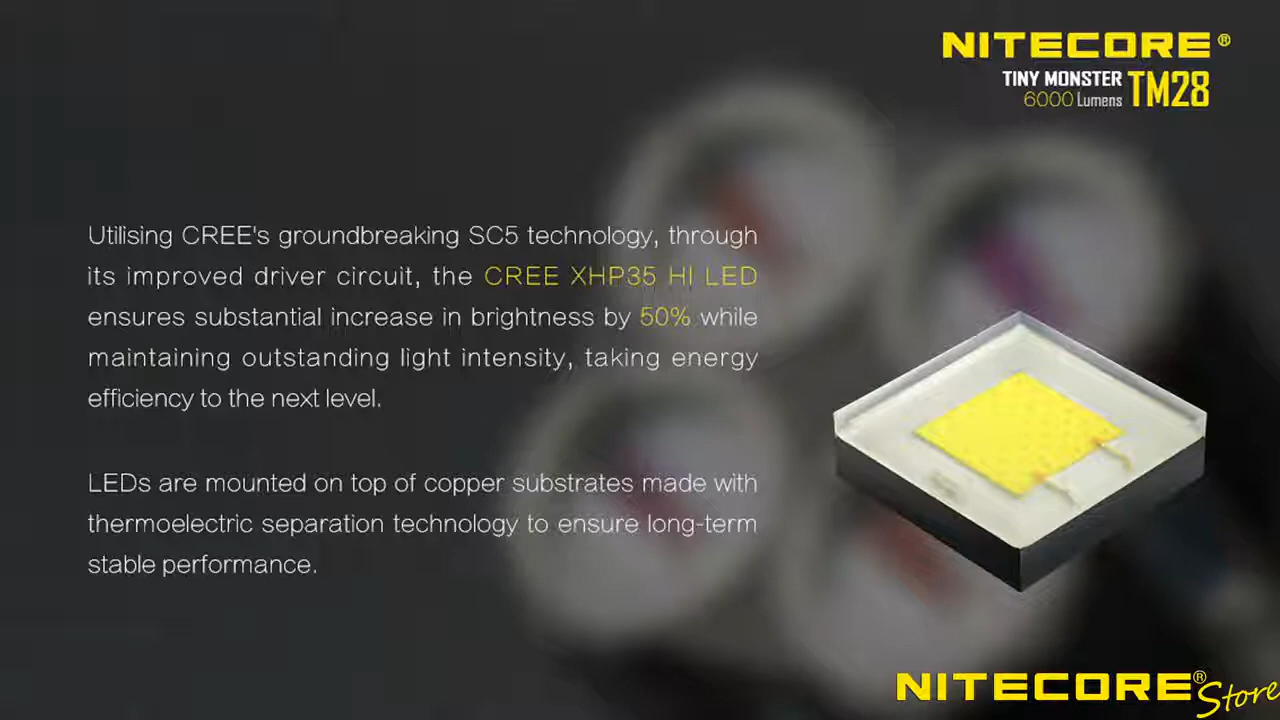 NITECORE®
TINY MONSTER TM28
6000 Lumens
Utilising CREE's groundbreaking SC5 technology, through
its improved driver circuit, the CREE XHP35 HI LED
ensures substantial increase in brightness by 50% while
maintaining outstanding light intensity, taking energy
efficiency to the next level.
LEDs are mounted on top of copper substrates made with
thermoelectric separation technology to ensure long-term
stable performance.
NITECORE® Store